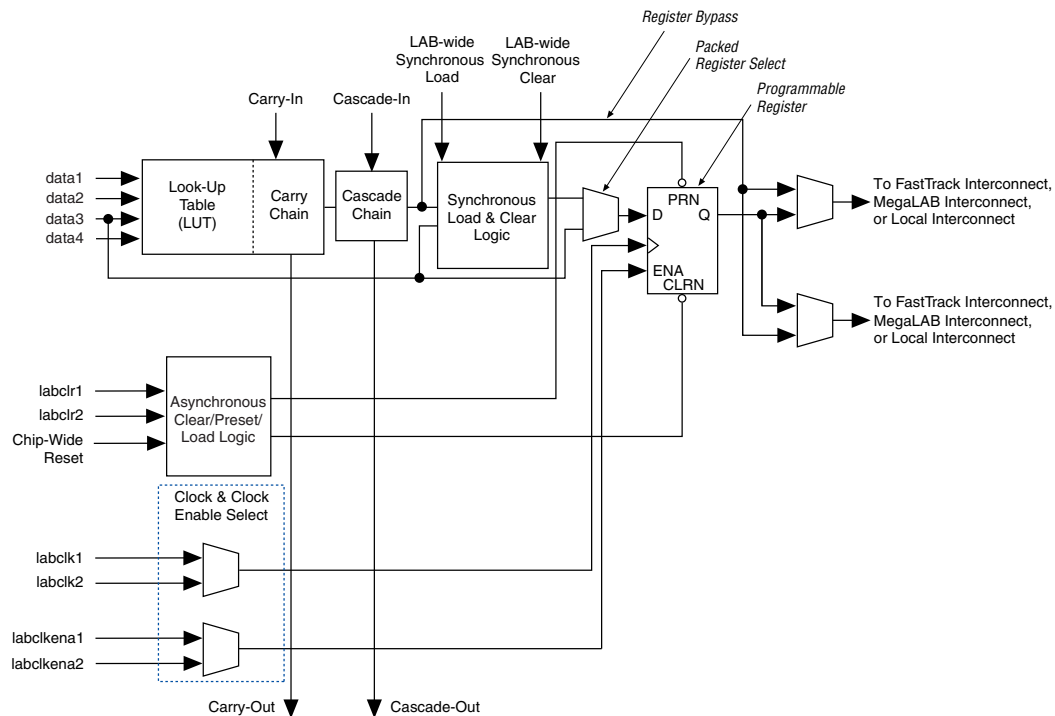 Register Bypass
LAB-wide
Synchronous
Load
LAB-wide
Synchronous
Clear
Packed
Register Select
Programmable
Register
Carry-In
Cascade-In
data1
data2
data3
data4
Look-Up
Table
(LUT)
Carry
Chain
Cascade
Chain
Synchronous
Load & Clear
Logic
PRN
D
Q
ENA
CLRN
To FastTrack Interconnect,
MegaLAB Interconnect,
or Local Interconnect
To FastTrack Interconnect,
MegaLAB Interconnect,
or Local Interconnect
labclr1
labclr2
Chip-Wide
Reset
Asynchronous
Clear/Preset/
Load Logic
Clock & Clock
Enable Select
labclk1
labclk2
labclkena1
labclkena2
Carry-Out
Cascade-Out